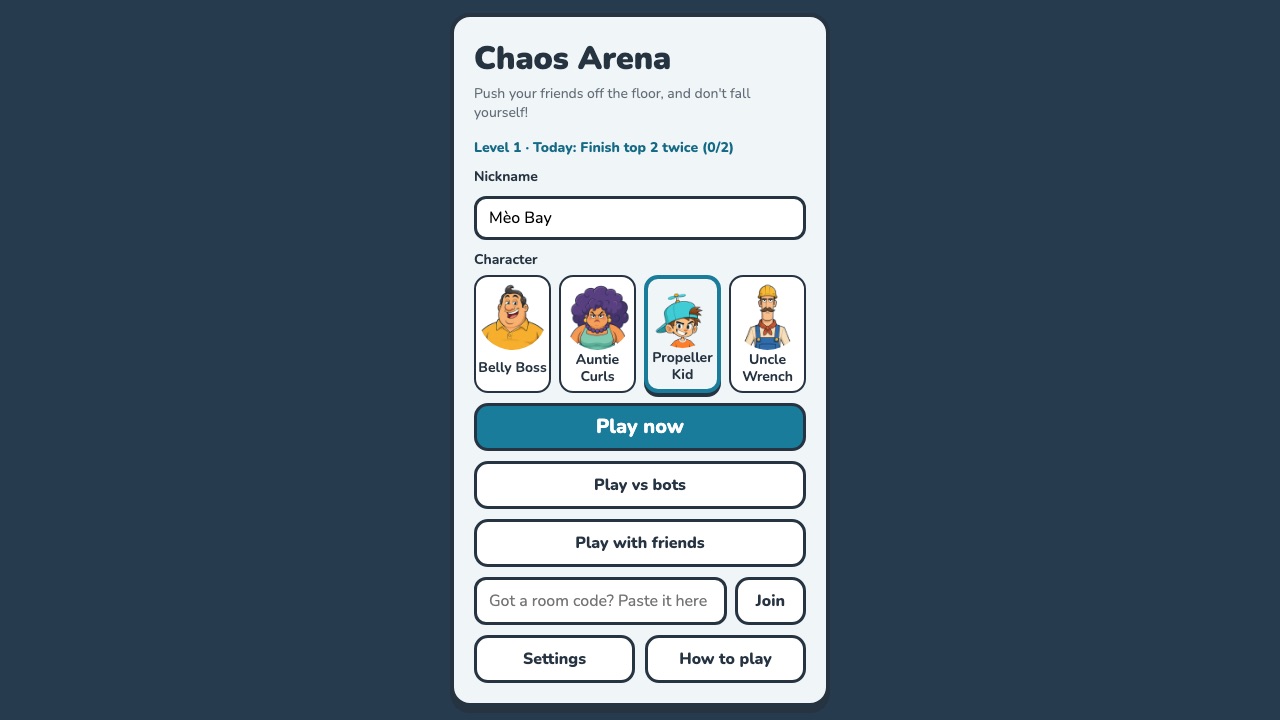 Chaos Arena
Push your friends off the floor, and don't fall
yourself!
Level 1 · Today: Finish top 2 twice (0/2)
Nickname
Mèo Bay
Character
Belly Boss
Auntie
Curls
Propeller
Kid
Uncle
Wrench
Play now
Play vs bots
Play with friends
Got a room code? Paste it here
Join
Settings
How to play